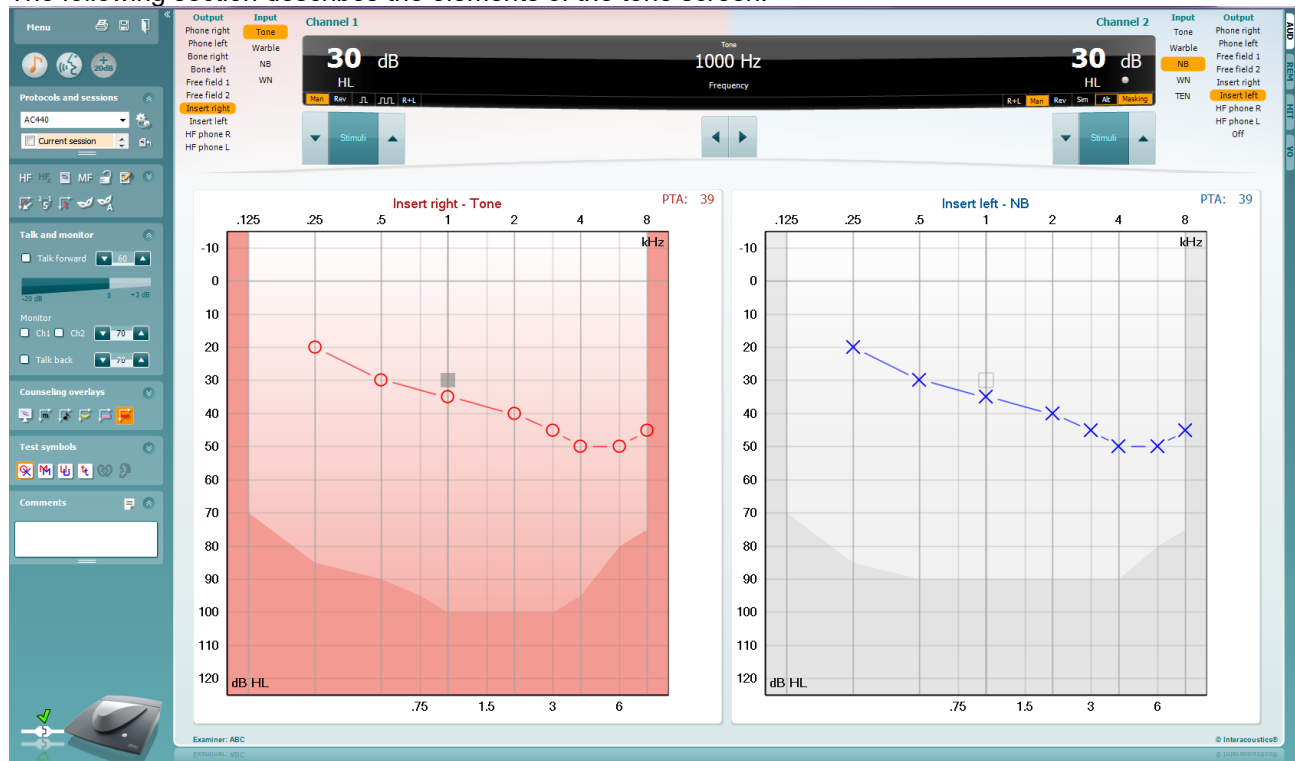 The following section describes the elements of the tone screen.
Menu
+
20dB
Protocols and sessions
AC440
Current session
HF HF₂ MF
Talk and monitor
Talk forward 60
-20 dB 0 +3 dB
Monitor
Ch1 Ch2 70
Talk back 70
Counseling overlays
Test symbols
Comments
Output
Phone right
Phone left
Bone right
Bone left
Free field 1
Free field 2
Insert right
Insert left
HF phone R
HF phone L
Input
Tone
Warble
NB
WN
Channel 1
30 dB
HL
Man Rev R+L
Stimuli
Tone
1000 Hz
Frequency
Channel 2
30 dB
HL
R+L Man Rev Sim Alt Masking
Stimuli
Input
Tone
Warble
NB
WN
TEN
Output
Phone right
Phone left
Free field 1
Free field 2
Insert right
Insert left
HF phone R
HF phone L
Off
AUD
REM
HIT
VO
Insert right - Tone
PTA: 39
.125 .25 .5 1 2 4 8
kHz
-10
0
10
20
30
40
50
60
70
80
90
100
110
120
dB HL
.75 1.5 3 6
Insert left - NB
PTA: 39
.125 .25 .5 1 2 4 8
kHz
-10
0
10
20
30
40
50
60
70
80
90
100
110
120
dB HL
.75 1.5 3 6
Examiner: ABC
© Interacoustics®